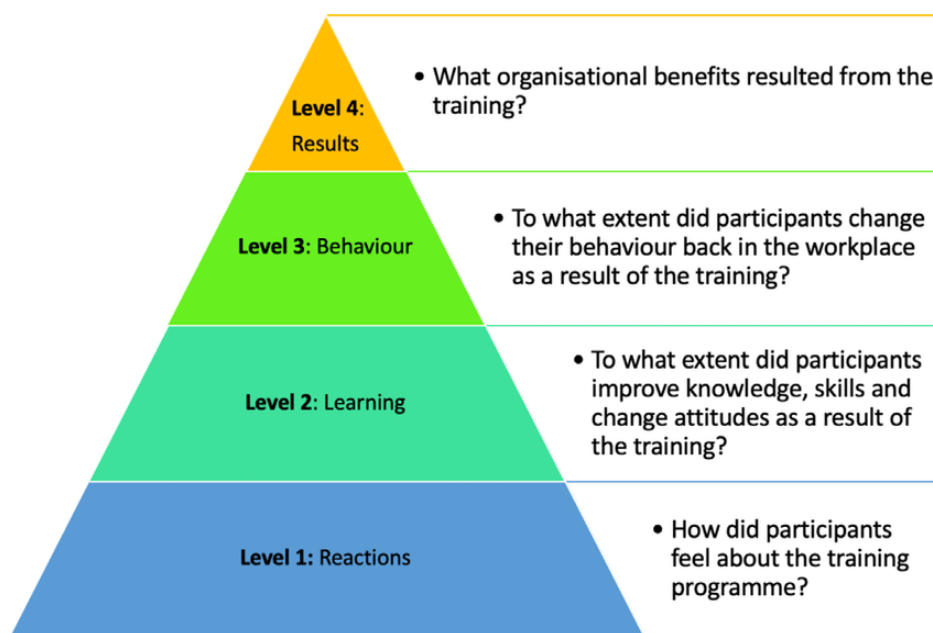 Level 4:
Results
• What organisational benefits resulted from the
training?
Level 3: Behaviour
• To what extent did participants change
their behaviour back in the workplace
as a result of the training?
Level 2: Learning
• To what extent did participants
improve knowledge, skills and
change attitudes as a result of
the training?
Level 1: Reactions
• How did participants
feel about the training
programme?